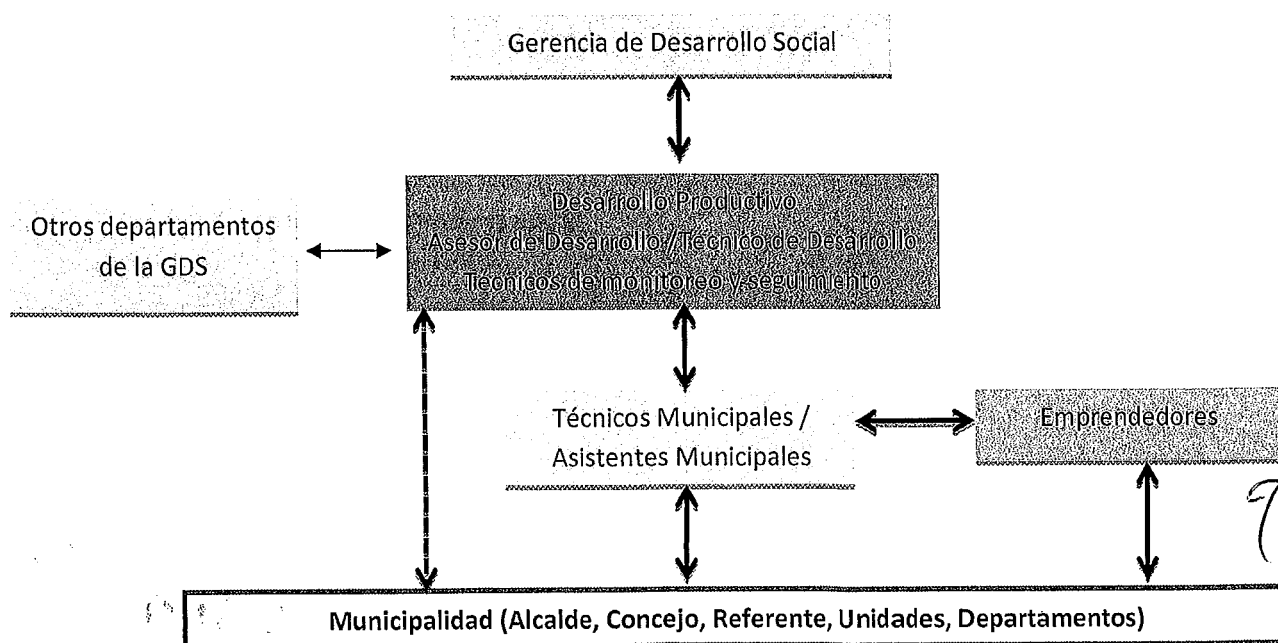 Gerencia de Desarrollo Social
Desarrollo Productivo
Asesor de Desarrollo / Técnico de Desarrollo
Técnicos de monitoreo y seguimiento
Otros departamentos
de la GDS
Técnicos Municipales /
Asistentes Municipales
Emprendedores
Municipalidad (Alcalde, Concejo, Referente, Unidades, Departamentos)